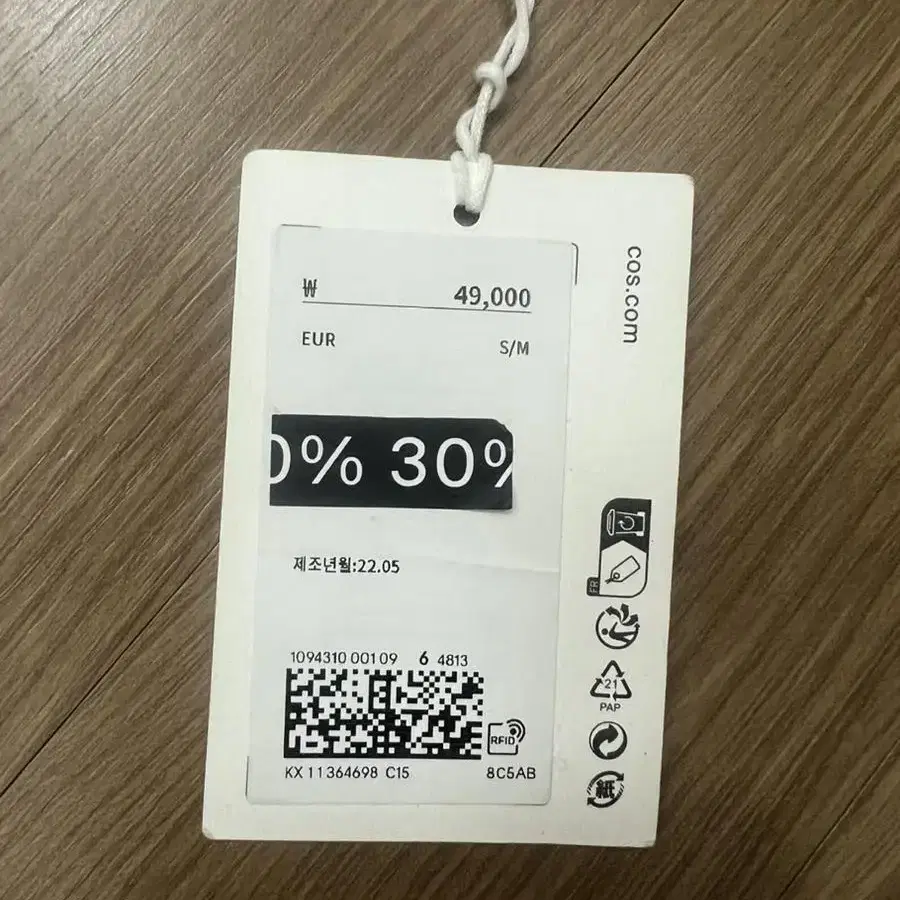 ₩ 49,000
EUR S/M
0% 30%
제조년월:22.05
1094310 001 09 6 4813
RFID
KX 11364698 C15 8C5AB
cos.com
FR
21
PAP
紙